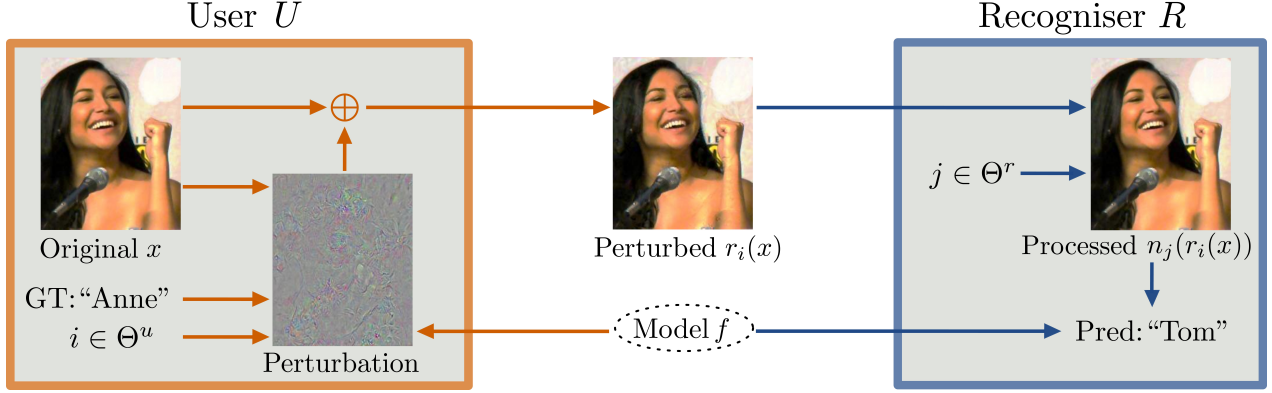 User U
Recogniser R
Original x
GT: “Anne”
i ∈ Θ^u
Perturbation
Perturbed r_i(x)
Model f
j ∈ Θ^r
Processed n_j(r_i(x))
Pred: “Tom”